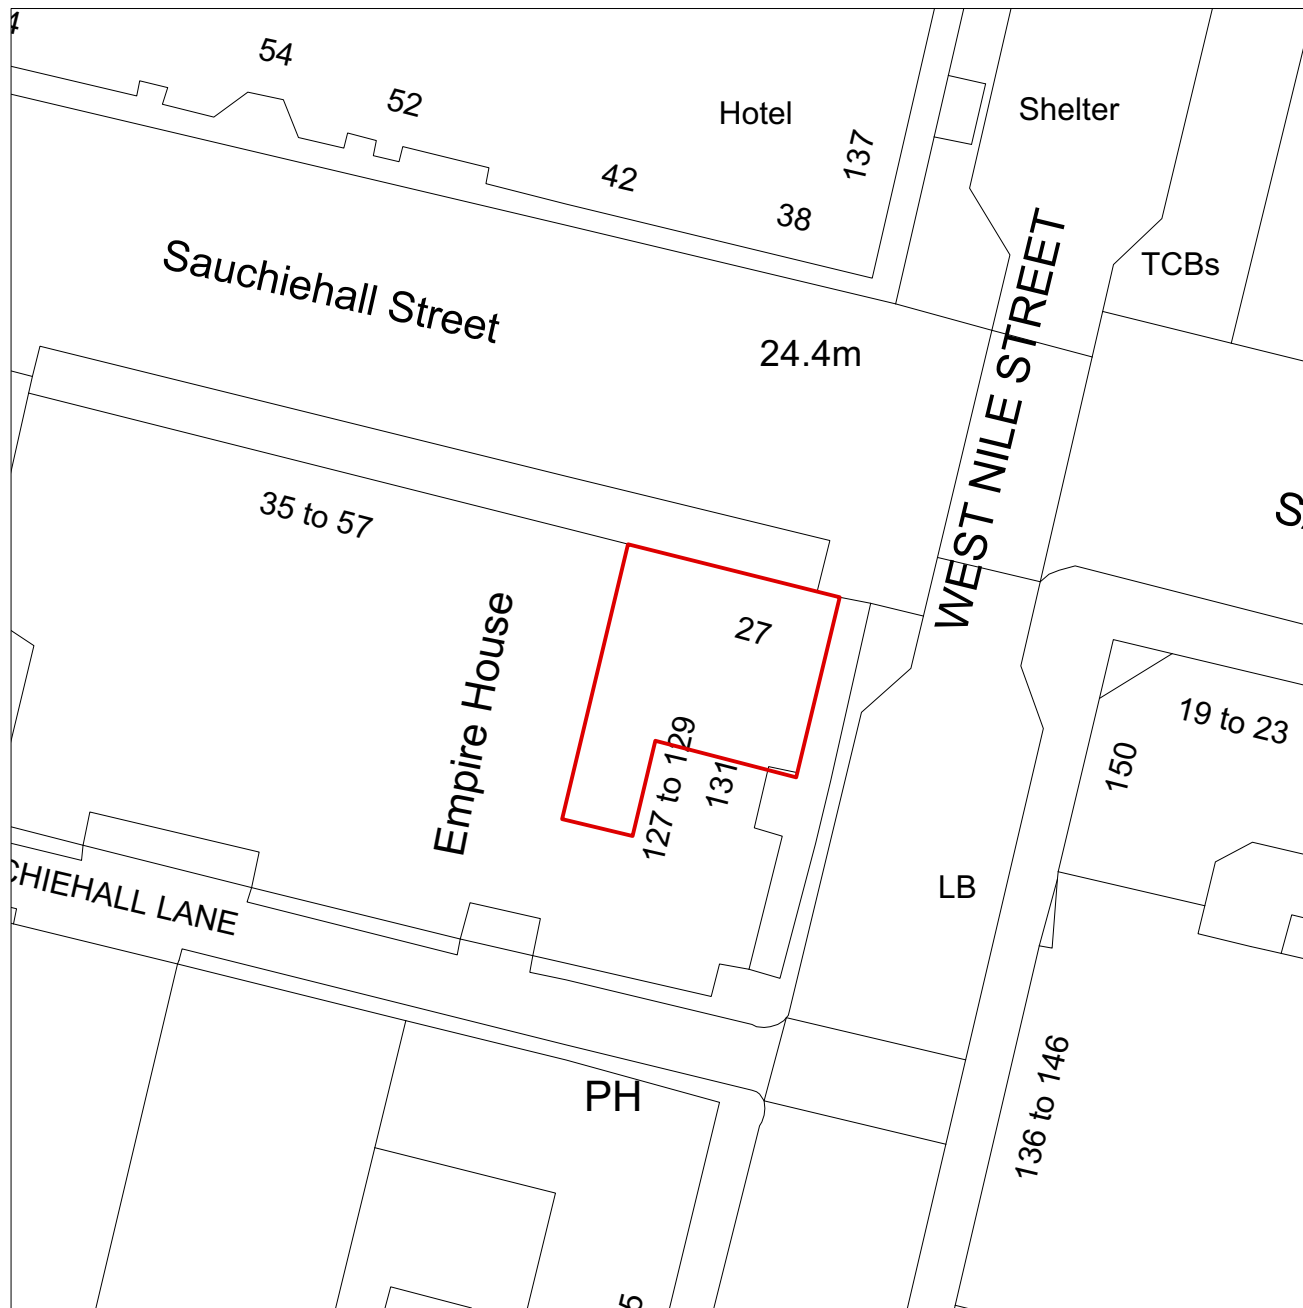 54
52
Hotel
Shelter
137
42
38
Sauchiehall Street
TCBs
24.4m
WEST NILE STREET
35 to 57
27
Empire House
19 to 23
127 to 129
131
150
CHIEHALL LANE
LB
PH
136 to 146